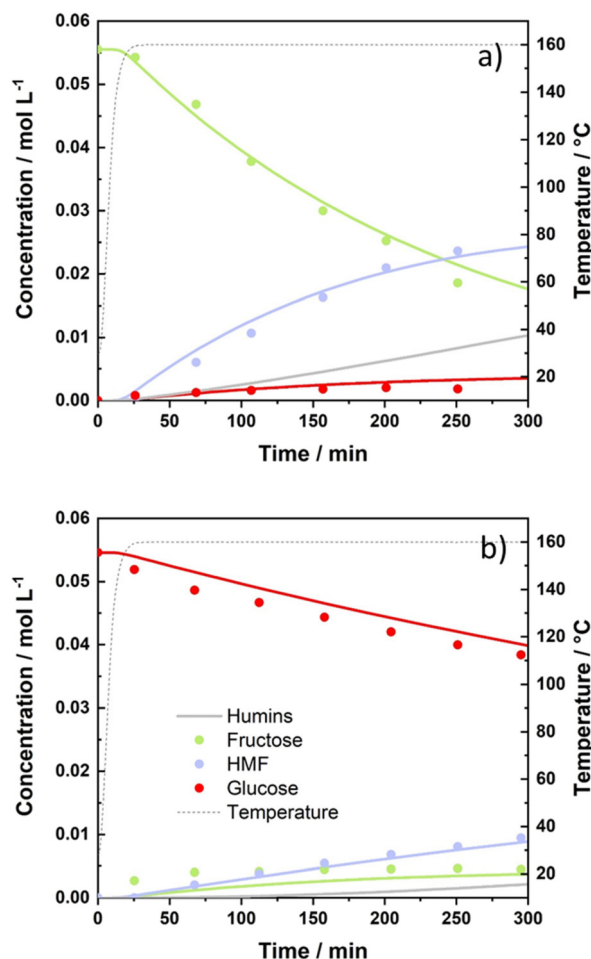 a)
0.06
0.05
0.04
0.03
0.02
0.01
0.00
Concentration / mol L⁻¹
160
140
120
100
80
60
40
20
Temperature / °C
0 50 100 150 200 250 300
Time / min
b)
0.06
0.05
0.04
0.03
0.02
0.01
0.00
Concentration / mol L⁻¹
Humins
Fructose
HMF
Glucose
Temperature
160
140
120
100
80
60
40
20
Temperature / °C
0 50 100 150 200 250 300
Time / min